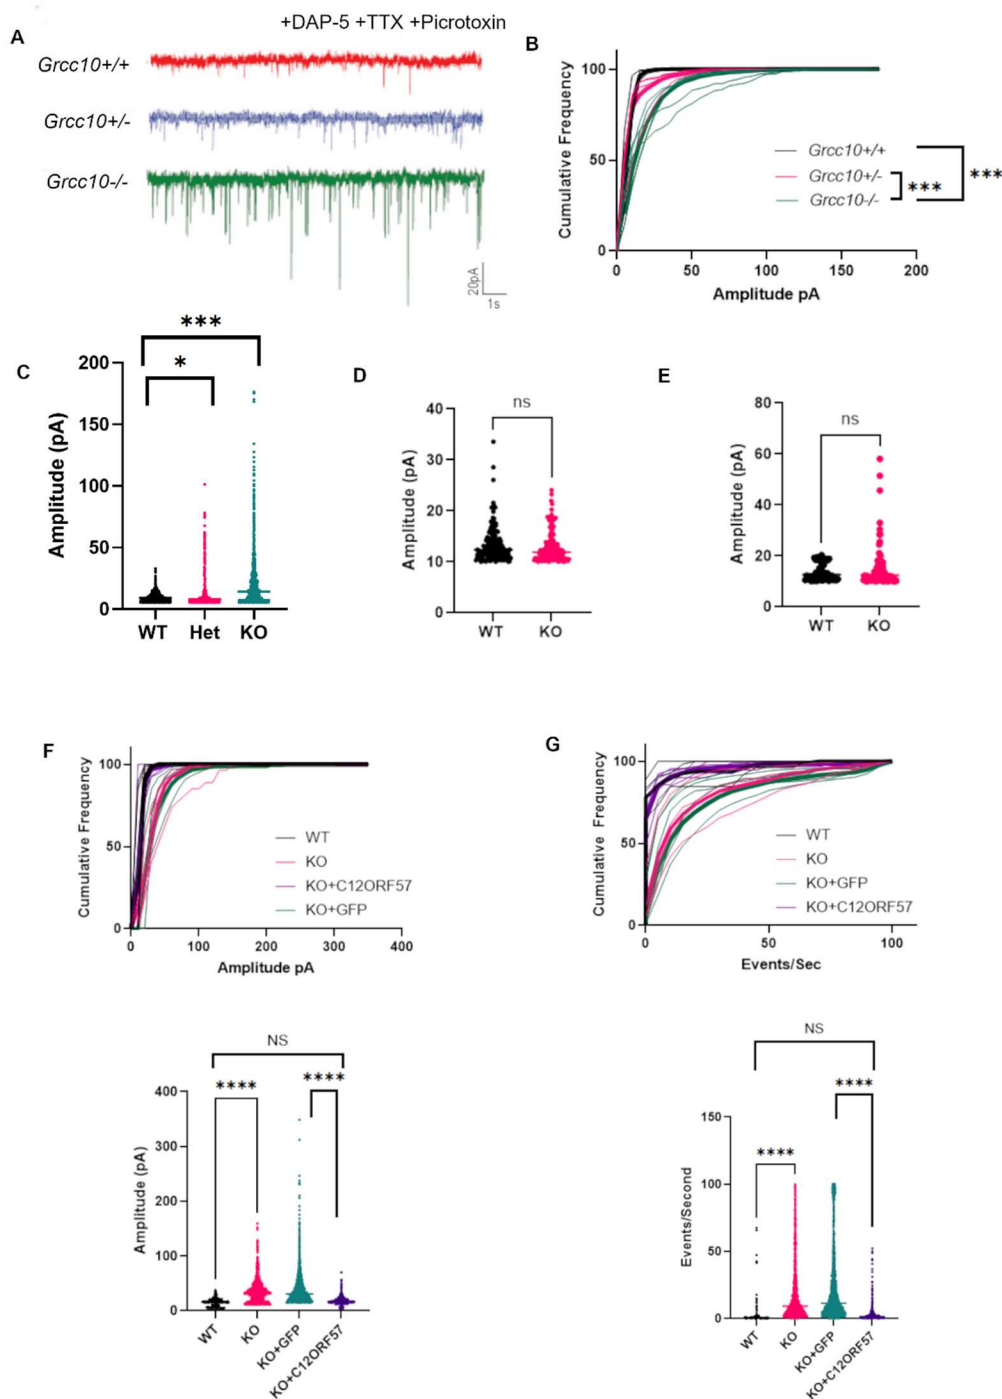 +DAP-5 +TTX +Picrotoxin
A
Grcc10+/+
Grcc10+/-
Grcc10-/-
20pA
1s
B
Cumulative Frequency
100
50
0
Grcc10+/+
Grcc10+/-
Grcc10-/-
***
***
0 50 100 150 200
Amplitude pA
C
***
*
Amplitude (pA)
200
150
100
50
0
WT Het KO
D
ns
Amplitude (pA)
40
30
20
10
0
WT KO
E
ns
Amplitude (pA)
80
60
40
20
0
WT KO
F
Cumulative Frequency
100
50
0
WT
KO
KO+C12ORF57
KO+GFP
0 100 200 300 400
Amplitude pA
NS
****
****
Amplitude (pA)
400
300
200
100
0
WT
KO
KO+GFP
KO+C12ORF57
G
Cumulative Frequency
100
50
0
WT
KO
KO+GFP
KO+C12ORF57
0 50 100
Events/Sec
NS
****
****
Events/Second
150
100
50
0
WT
KO
KO+GFP
KO+C12ORF57